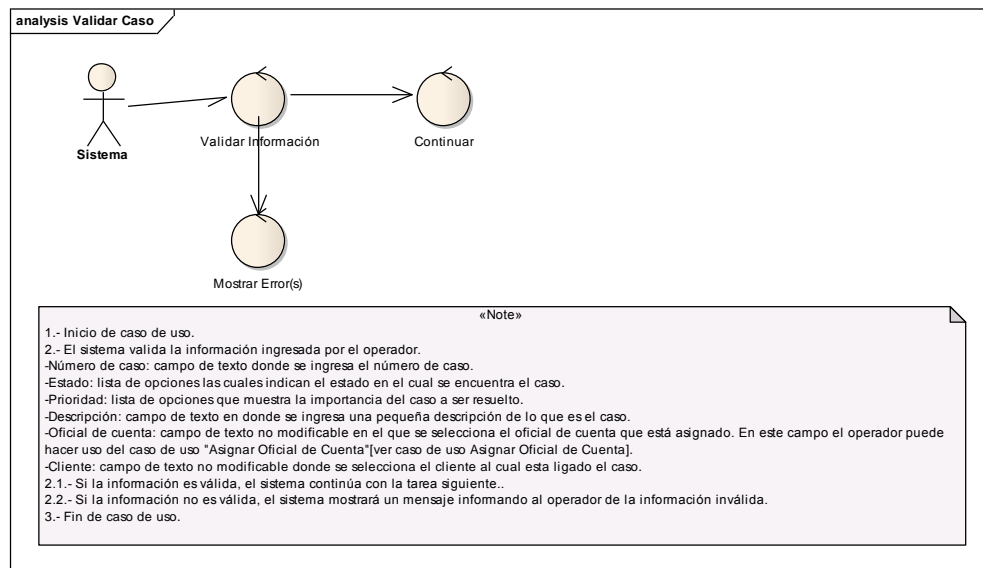 analysis Validar Caso
Sistema
Validar Información
Continuar
Mostrar Error(s)
«Note»
1.- Inicio de caso de uso.
2.- El sistema valida la información ingresada por el operador.
-Número de caso: campo de texto donde se ingresa el número de caso.
-Estado: lista de opciones las cuales indican el estado en el cual se encuentra el caso.
-Prioridad: lista de opciones que muestra la importancia del caso a ser resuelto.
-Descripción: campo de texto en donde se ingresa una pequeña descripción de lo que es el caso.
-Oficial de cuenta: campo de texto no modificable en el que se selecciona el oficial de cuenta que está asignado. En este campo el operador puede
hacer uso del caso de uso "Asignar Oficial de Cuenta"[ver caso de uso Asignar Oficial de Cuenta].
-Cliente: campo de texto no modificable donde se selecciona el cliente al cual esta ligado el caso.
2.1.- Si la información es válida, el sistema continúa con la tarea siguiente..
2.2.- Si la información no es válida, el sistema mostrará un mensaje informando al operador de la información inválida.
3.- Fin de caso de uso.